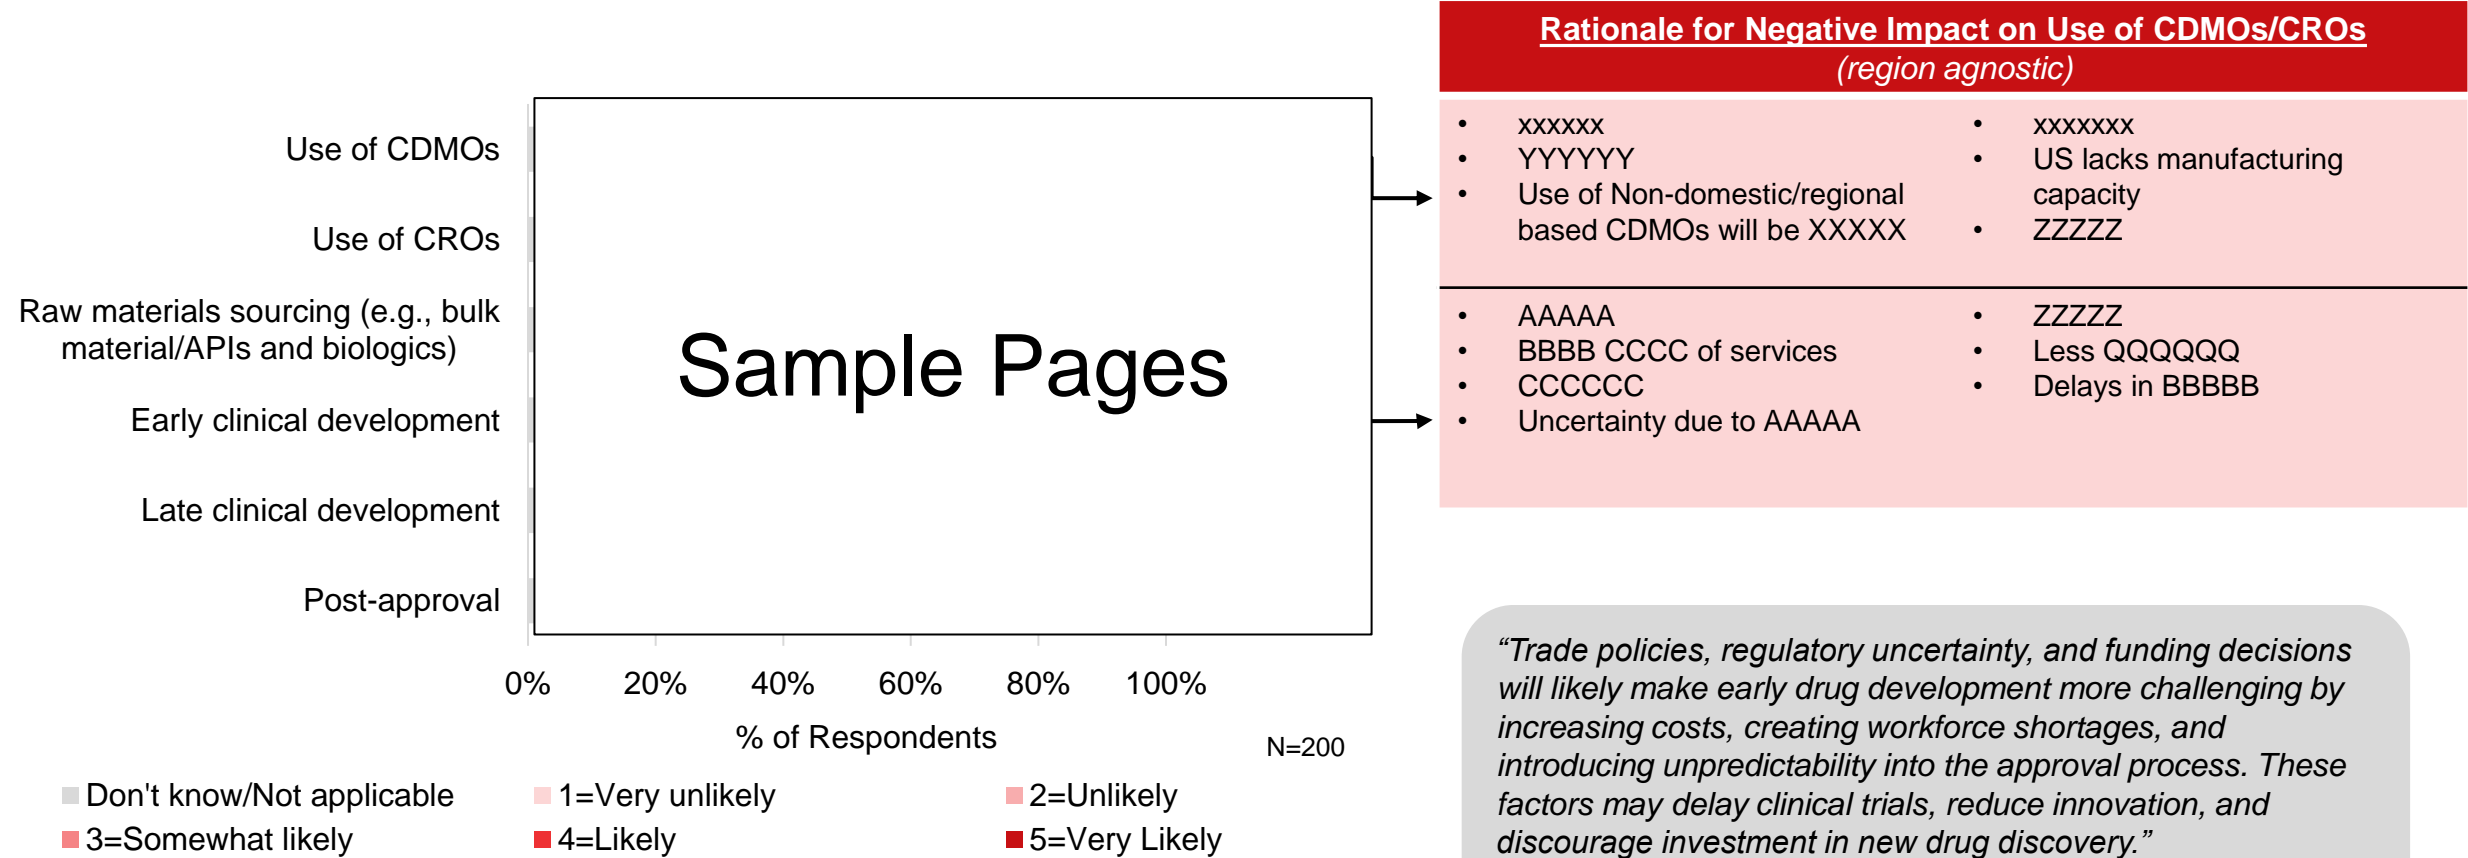 Rationale for Negative Impact on Use of CDMOs/CROs
(region agnostic)
Use of CDMOs
Use of CROs
Raw materials sourcing (e.g., bulk
material/APIs and biologics)
Early clinical development
Late clinical development
Post-approval
Sample Pages
0% 20% 40% 60% 80% 100%
% of Respondents
N=200
■ Don't know/Not applicable ■ 1=Very unlikely ■ 2=Unlikely
■ 3=Somewhat likely ■ 4=Likely ■ 5=Very Likely
• xxxxxx
• YYYYYY
• Use of Non-domestic/regional
based CDMOs will be XXXXX
• xxxxxxx
• US lacks manufacturing
capacity
• ZZZZZ
• AAAAA
• BBBB CCCC of services
• CCCCCC
• Uncertainty due to AAAAA
• ZZZZZ
• Less QQQQQQ
• Delays in BBBBB
“Trade policies, regulatory uncertainty, and funding decisions
will likely make early drug development more challenging by
increasing costs, creating workforce shortages, and
introducing unpredictability into the approval process. These
factors may delay clinical trials, reduce innovation, and
discourage investment in new drug discovery.”